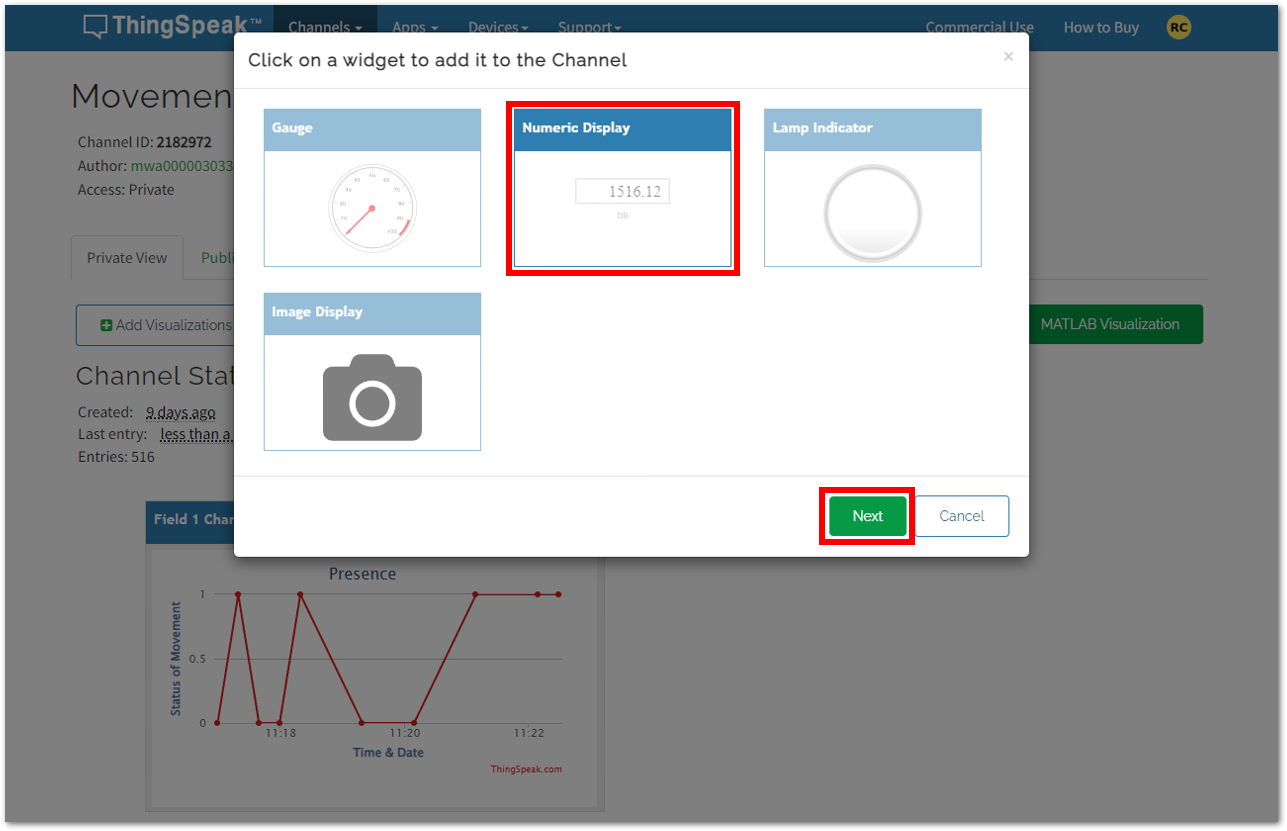 ThingSpeak™ Channels Apps Devices Support Commercial Use How to Buy RC
Click on a widget to add it to the Channel ×
Movemen
Channel ID: 2182972
Author: mwa000003033
Access: Private
Private View Publi
Add Visualizations
MATLAB Visualization
Channel Stat
Created: 9 days ago
Last entry: less than a
Entries: 516
Gauge
Numeric Display
1516.12
DB
Lamp Indicator
Image Display
Next Cancel
Field 1 Char
Presence
Status of Movement
1
0.5
0
11:18 11:20 11:22
Time & Date
ThingSpeak.com